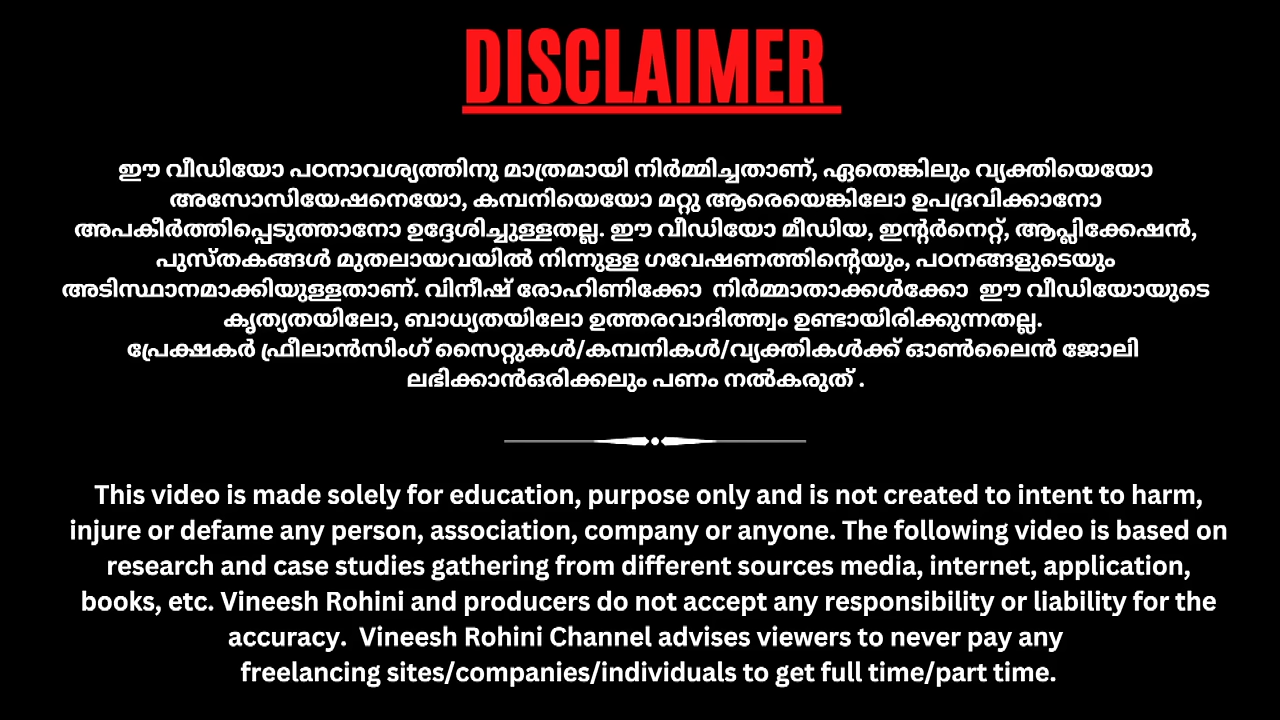 DISCLAIMER
ഈ വീഡിയോ പഠനാവശ്യത്തിനു മാത്രമായി നിർമ്മിച്ചതാണ്, ഏതെങ്കിലും വ്യക്തിയെയോ
അസോസിയേഷനെയോ, കമ്പനിയെയോ മറ്റു ആരെയെങ്കിലോ ഉപദ്രവിക്കാനോ
അപകീർത്തിപ്പെടുത്താനോ ഉദ്ദേശിച്ചുള്ളതല്ല. ഈ വീഡിയോ മീഡിയ, ഇന്റർനെറ്റ്, ആപ്ലിക്കേഷൻ,
പുസ്തകങ്ങൾ മുതലായവയിൽ നിന്നുള്ള ഗവേഷണത്തിന്റെയും, പഠനങ്ങളുടെയും
അടിസ്ഥാനമാക്കിയുള്ളതാണ്. വിനീഷ് രോഹിണിക്കോ നിർമ്മാതാക്കൾക്കോ ഈ വീഡിയോയുടെ
കൃത്യതയിലോ, ബാധ്യതയിലോ ഉത്തരവാദിത്ത്വം ഉണ്ടായിരിക്കുന്നതല്ല.
പ്രേക്ഷകർ ഫ്രീലാൻസിംഗ് സൈറ്റുകൾ/കമ്പനികൾ/വ്യക്തികൾക്ക് ഓൺലൈൻ ജോലി
ലഭിക്കാൻഒരിക്കലും പണം നൽകരുത് .
This video is made solely for education, purpose only and is not created to intent to harm,
injure or defame any person, association, company or anyone. The following video is based on
research and case studies gathering from different sources media, internet, application,
books, etc. Vineesh Rohini and producers do not accept any responsibility or liability for the
accuracy. Vineesh Rohini Channel advises viewers to never pay any
freelancing sites/companies/individuals to get full time/part time.